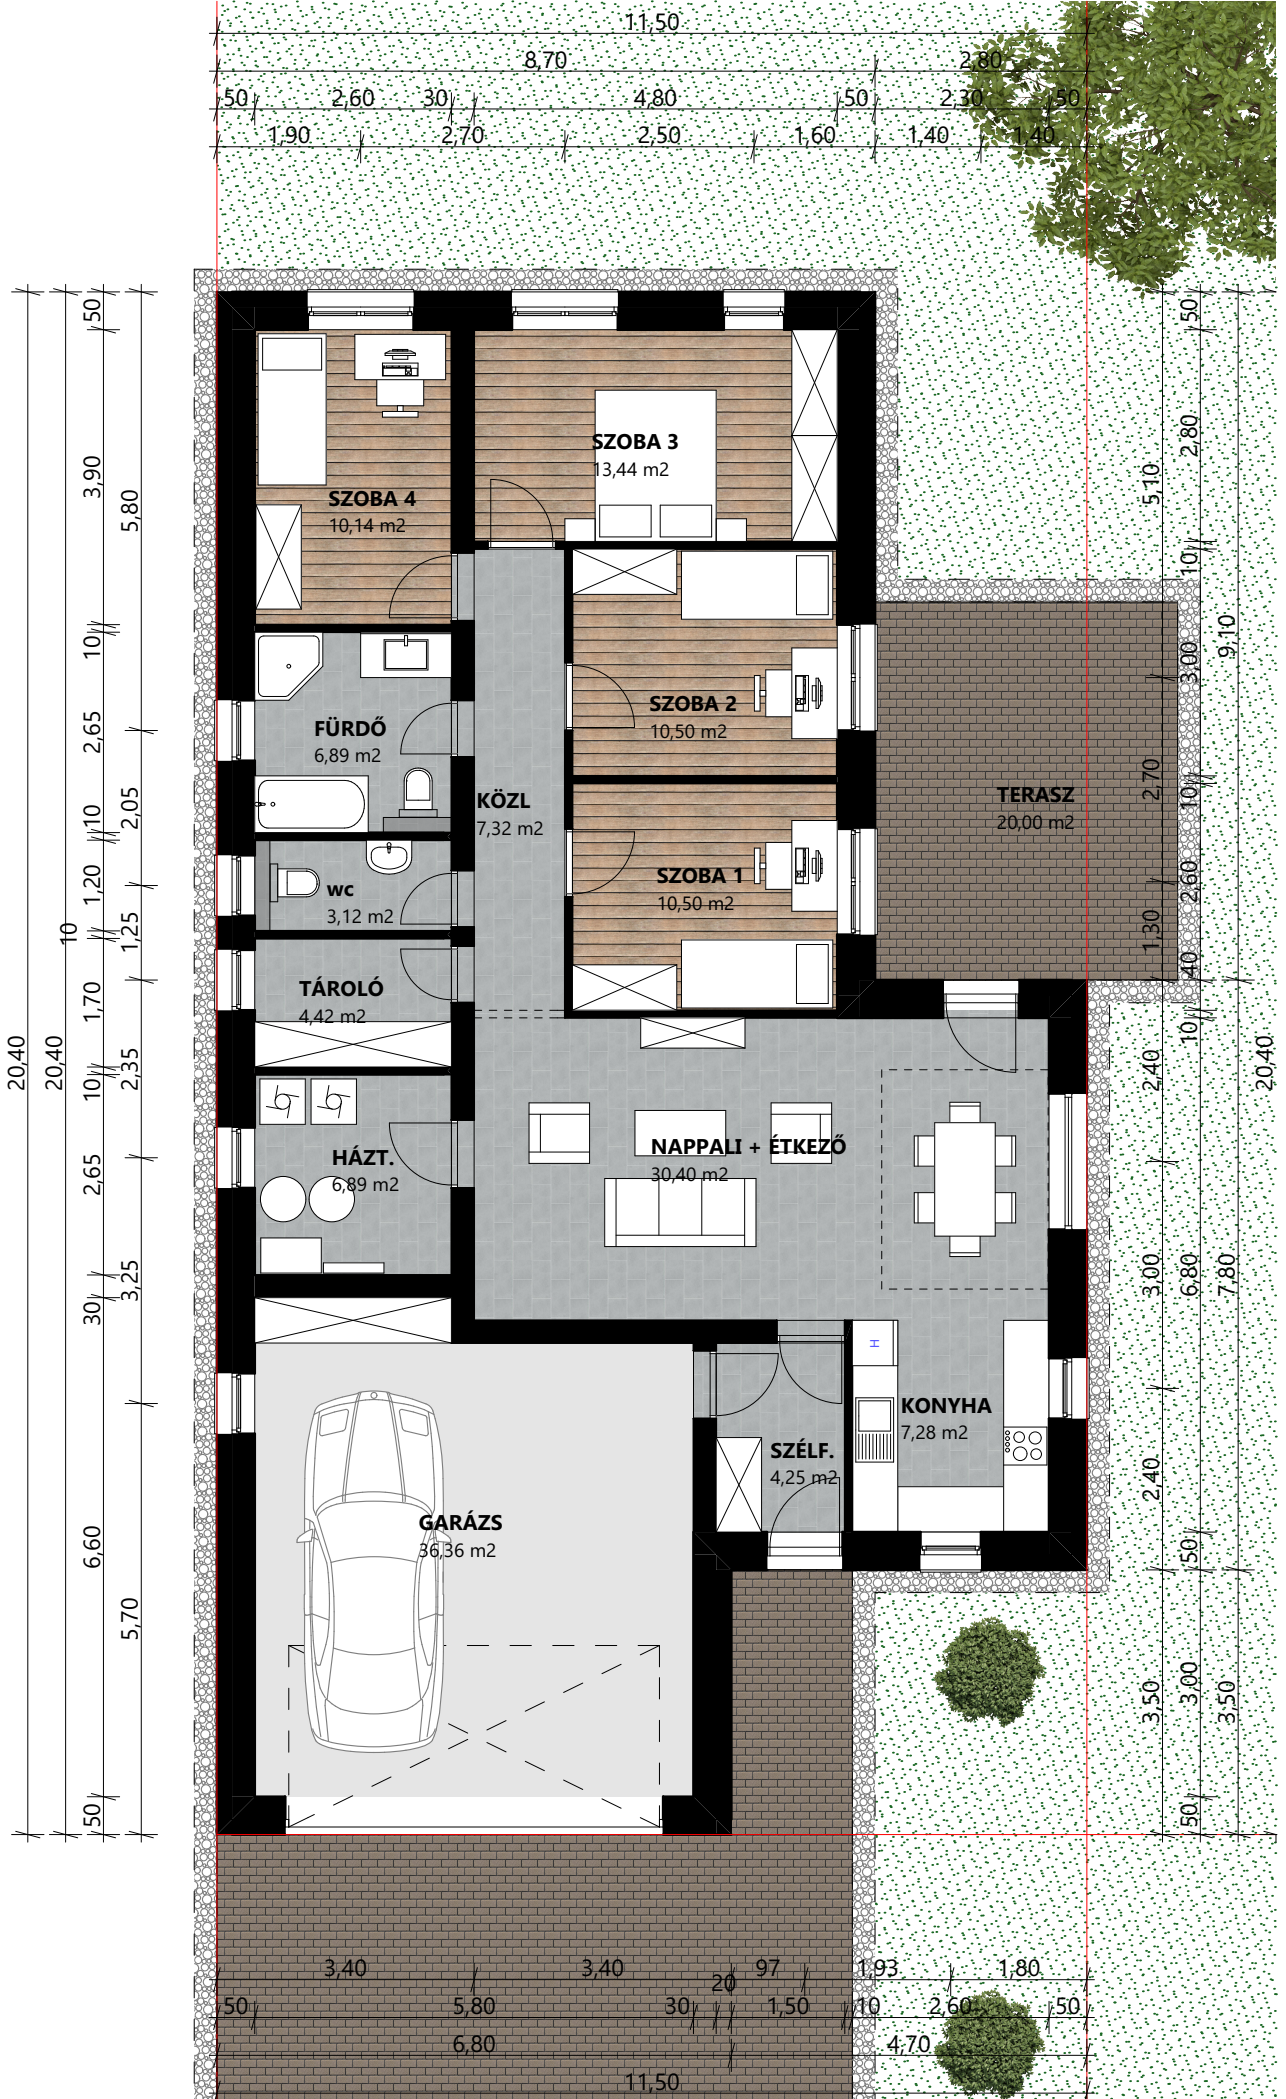 11,50
8,70 2,80
50 2,60 30 4,80 50 2,30 50
1,90 2,70 2,50 1,60 1,40 1,40
20,40
20,40
10
50
3,90
10
2,65
10
1,20
1,70
10
2,65
30
6,60
50
5,80
2,05
1,25
2,35
3,25
5,70
SZOBA 3
13,44 m2
SZOBA 4
10,14 m2
SZOBA 2
10,50 m2
FÜRDŐ
6,89 m2
KÖZL
7,32 m2
TERASZ
20,00 m2
SZOBA 1
10,50 m2
wc
3,12 m2
TÁROLÓ
4,42 m2
NAPPALI + ÉTKEZŐ
30,40 m2
HÁZT.
6,89 m2
H
KONYHA
7,28 m2
SZÉLF.
4,25 m2
GARÁZS
36,36 m2
5,10
2,70
1,30
2,40
3,00
2,40
3,50
50
2,80
10
3,00
10
2,60
40
10
6,80
50
3,00
50
9,10
7,80
3,50
20,40
3,40 3,40 97 1,93 1,80
20
50 5,80 30 1,50 10 2,60 50
6,80 4,70
11,50